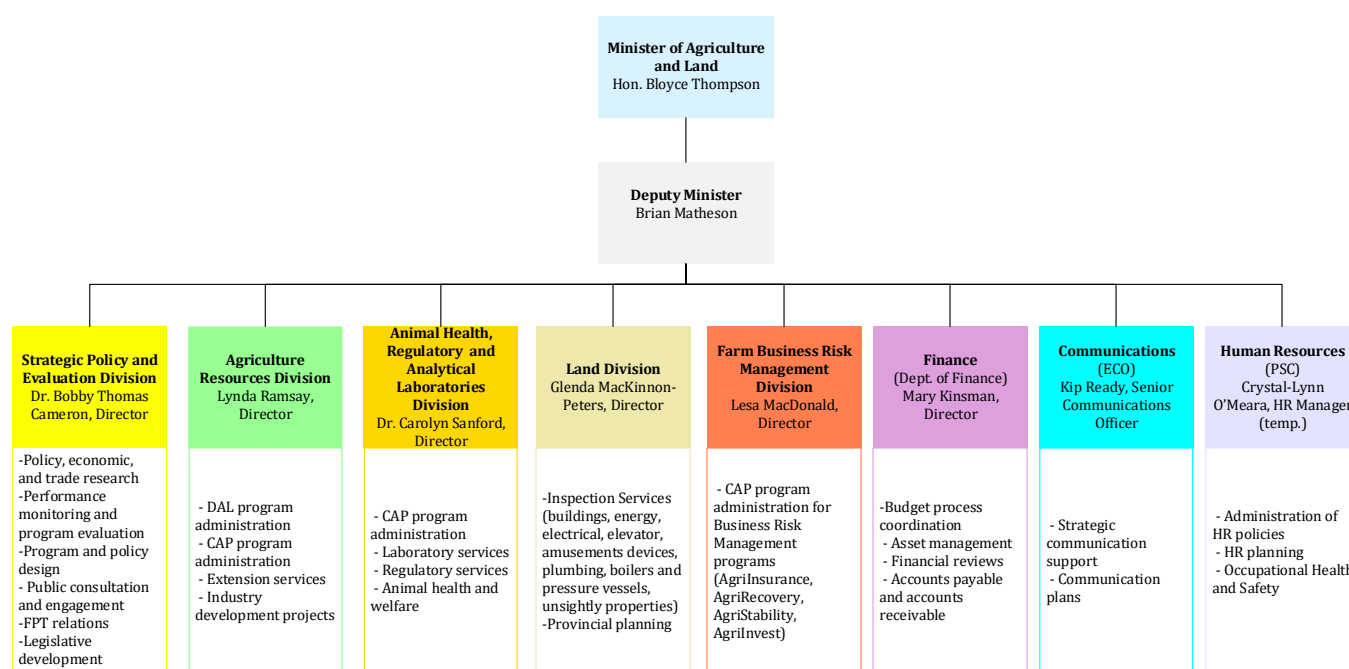 Minister of Agriculture
and Land
Hon. Bloyce Thompson
Deputy Minister
Brian Matheson
Strategic Policy and
Evaluation Division
Dr. Bobby Thomas
Cameron, Director
-Policy, economic,
and trade research
-Performance
monitoring and
program evaluation
-Program and policy
design
- Public consultation
and engagement
-FPT relations
-Legislative
development
Agriculture
Resources Division
Lynda Ramsay,
Director
- DAL program
administration
- CAP program
administration
- Extension services
- Industry
development projects
Animal Health,
Regulatory and
Analytical
Laboratories
Division
Dr. Carolyn Sanford,
Director
- CAP program
administration
- Laboratory services
- Regulatory services
- Animal health and
welfare
Land Division
Glenda MacKinnon-
Peters, Director
-Inspection Services
(buildings, energy,
electrical, elevator,
amusements devices,
plumbing, boilers and
pressure vessels,
unsightly properties)
-Provincial planning
Farm Business Risk
Management
Division
Lesa MacDonald,
Director
- CAP program
administration for
Business Risk
Management
programs
(AgriInsurance,
AgriRecovery,
AgriStability,
AgriInvest)
Finance
(Dept. of Finance)
Mary Kinsman,
Director
-Budget process
coordination
- Asset management
- Financial reviews
- Accounts payable
and accounts
receivable
Communications
(ECO)
Kip Ready, Senior
Communications
Officer
- Strategic
communication
support
- Communication
plans
Human Resources
(PSC)
Crystal-Lynn
O’Meara, HR Manager
(temp.)
- Administration of
HR policies
- HR planning
- Occupational Health
and Safety